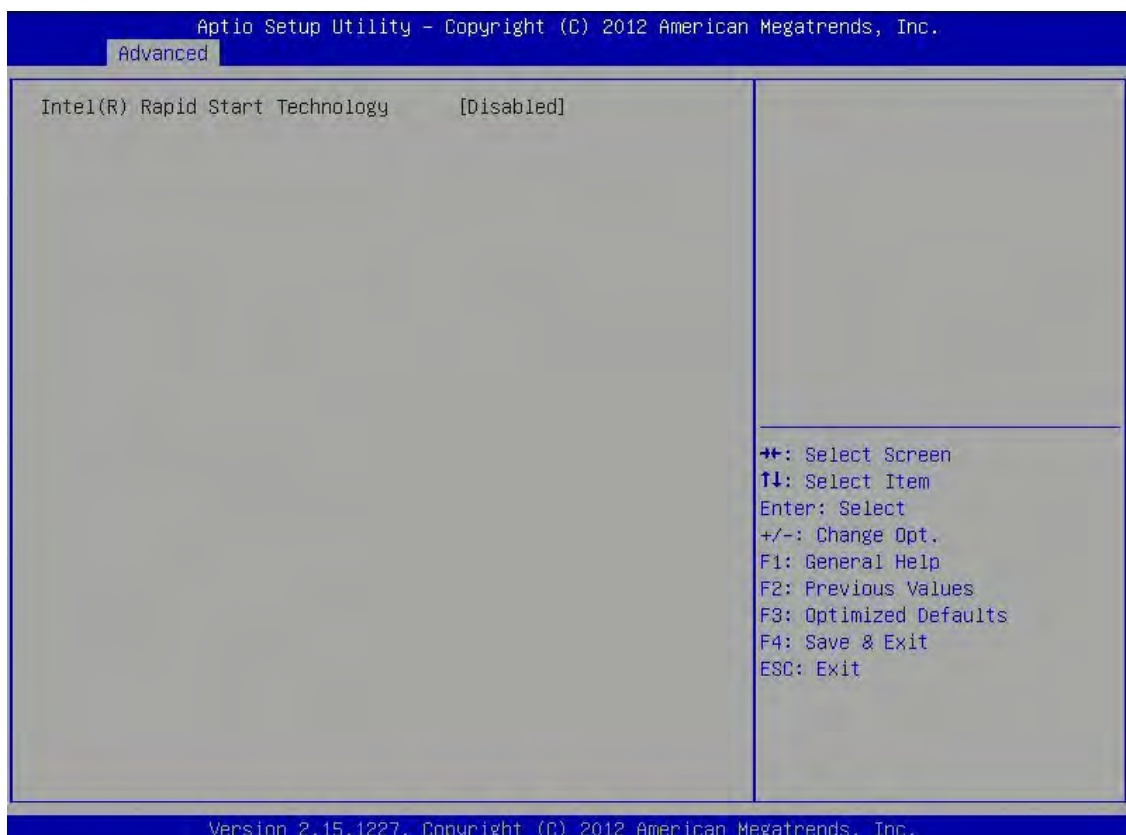 Aptio Setup Utility – Copyright (C) 2012 American Megatrends, Inc.
Advanced
Intel(R) Rapid Start Technology [Disabled]
→←: Select Screen
↑↓: Select Item
Enter: Select
+/-: Change Opt.
F1: General Help
F2: Previous Values
F3: Optimized Defaults
F4: Save & Exit
ESC: Exit
Version 2.15.1227. Copyright (C) 2012 American Megatrends, Inc.